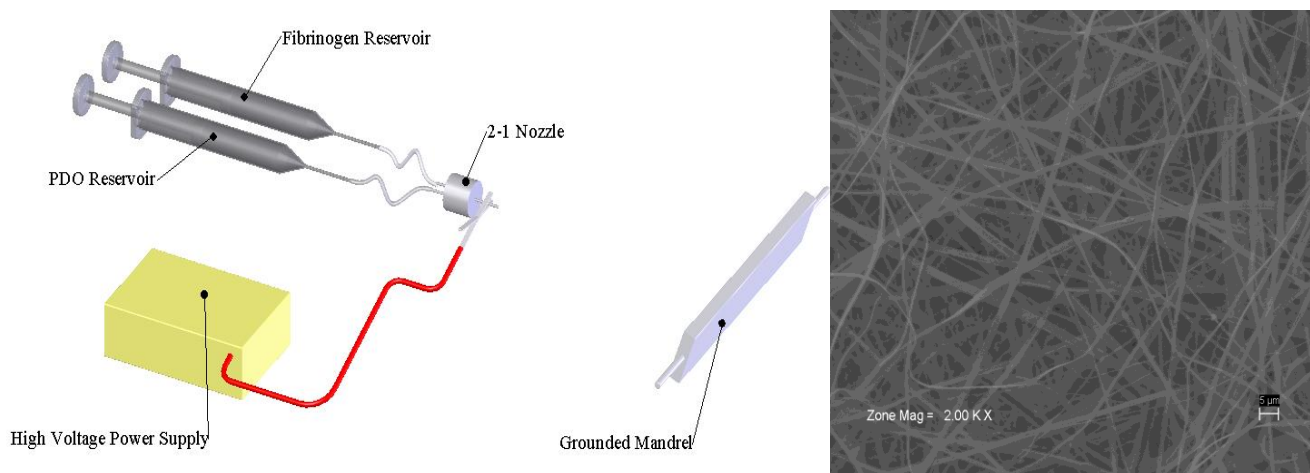 Fibrinogen Reservoir
2-1 Nozzle
PDO Reservoir
High Voltage Power Supply
Grounded Mandrel
Zone Mag = 2.00 K X
5 µm